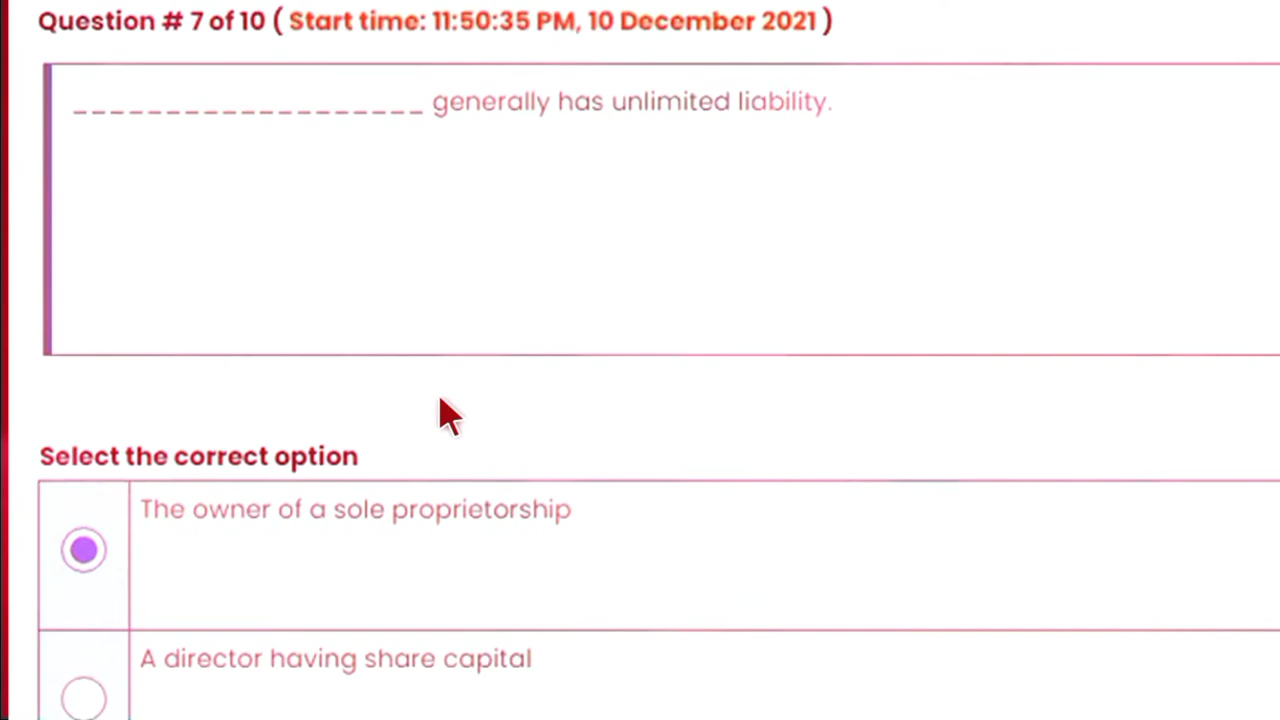 Question # 7 of 10 ( Start time: 11:50:35 PM, 10 December 2021 )
___________________ generally has unlimited liability.
Select the correct option
The owner of a sole proprietorship
A director having share capital